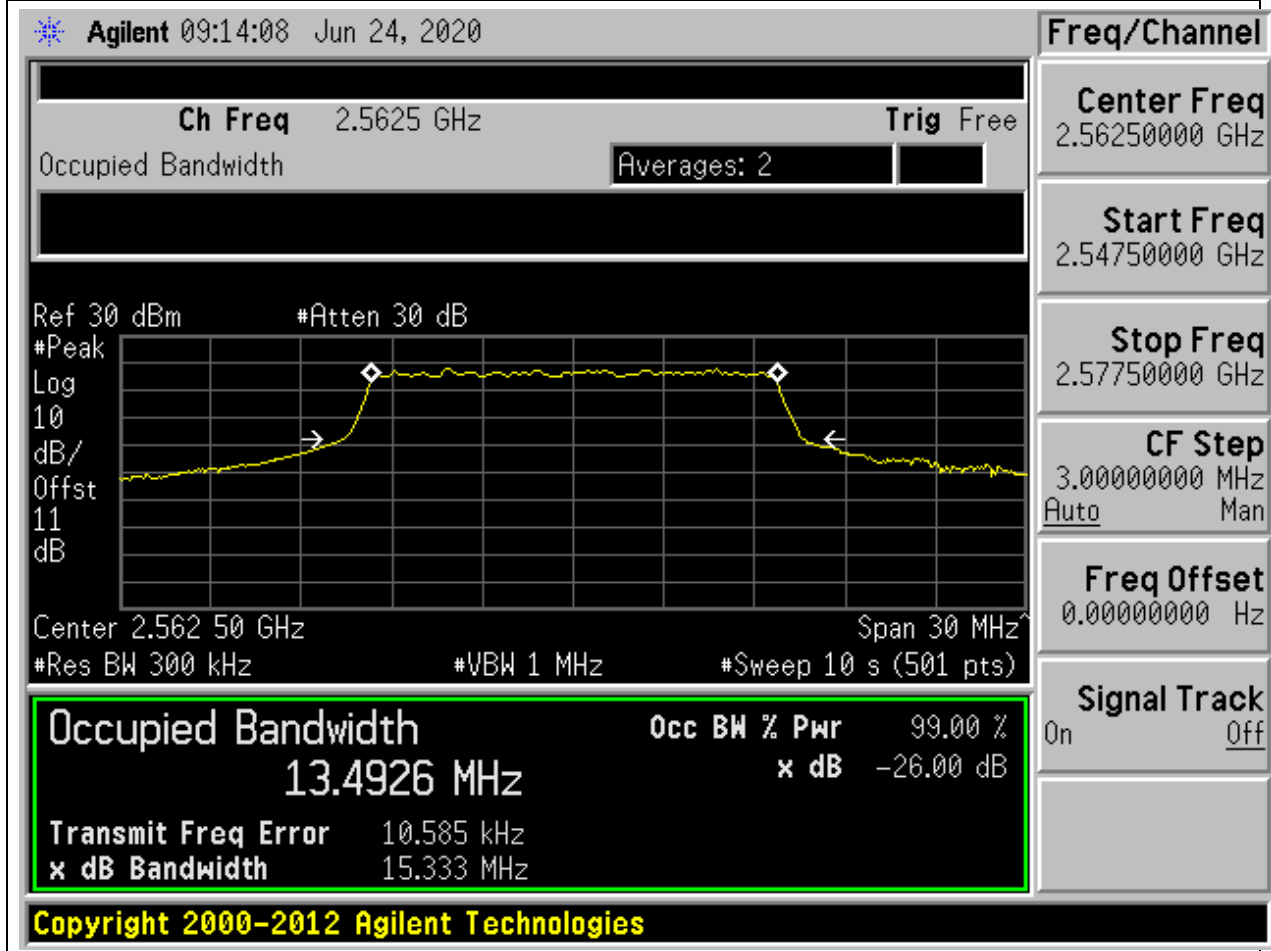 Agilent 09:14:08 Jun 24, 2020
Ch Freq 2.5625 GHz Trig Free
Occupied Bandwidth Averages: 2
Ref 30 dBm #Atten 30 dB
#Peak
Log
10
dB/
Offst
11
dB
Center 2.562 50 GHz Span 30 MHz^
#Res BW 300 kHz #VBW 1 MHz #Sweep 10 s (501 pts)
Occupied Bandwidth Occ BW % Pwr 99.00 %
13.4926 MHz x dB -26.00 dB
Transmit Freq Error 10.585 kHz
x dB Bandwidth 15.333 MHz
Copyright 2000-2012 Agilent Technologies
Freq/Channel
Center Freq
2.56250000 GHz
Start Freq
2.54750000 GHz
Stop Freq
2.57750000 GHz
CF Step
3.00000000 MHz
Auto Man
Freq Offset
0.00000000 Hz
Signal Track
On Off